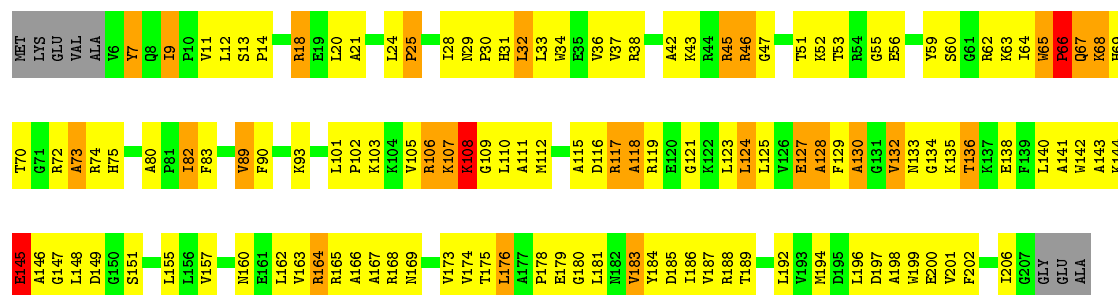 MET LYS GLU VAL ALA V6 Y7 Q8 I9 P10 V11 L12 S13 P14 R18 E19 L20 A21 L24 P25 I28 N29 P30 H31 L32 L33 W34 E35 V36 V37 R38 A42 K43 R44 R45 R46 G47 T51 K52 T53 R54 G55 E56 Y59 S60 G61 R62 K63 I64 W65 P66 Q67 K68 H69
T70 G71 R72 A73 R74 H75 A80 P81 I82 F83 V89 F90 K93 L101 P102 K103 K104 V105 R106 K107 K108 G109 L110 A111 M112 A115 D116 R117 A118 R119 E120 G121 K122 L123 L124 L125 V126 E127 A128 F129 A130 G131 V132 N133 G134 K135 T136 K137 E138 F139 L140 A141 W142 A143 K144
E145 A146 G147 L148 D149 G150 S151 L155 L156 V157 N160 E161 L162 V163 R164 R165 A166 A167 R168 N169 V173 V174 T175 L176 A177 P178 E179 G180 L181 N182 V183 Y184 D185 I186 V187 R188 T189 L192 V193 M194 D195 L196 D197 A198 W199 E200 V201 F202 I206 G207 GLY GLU ALA